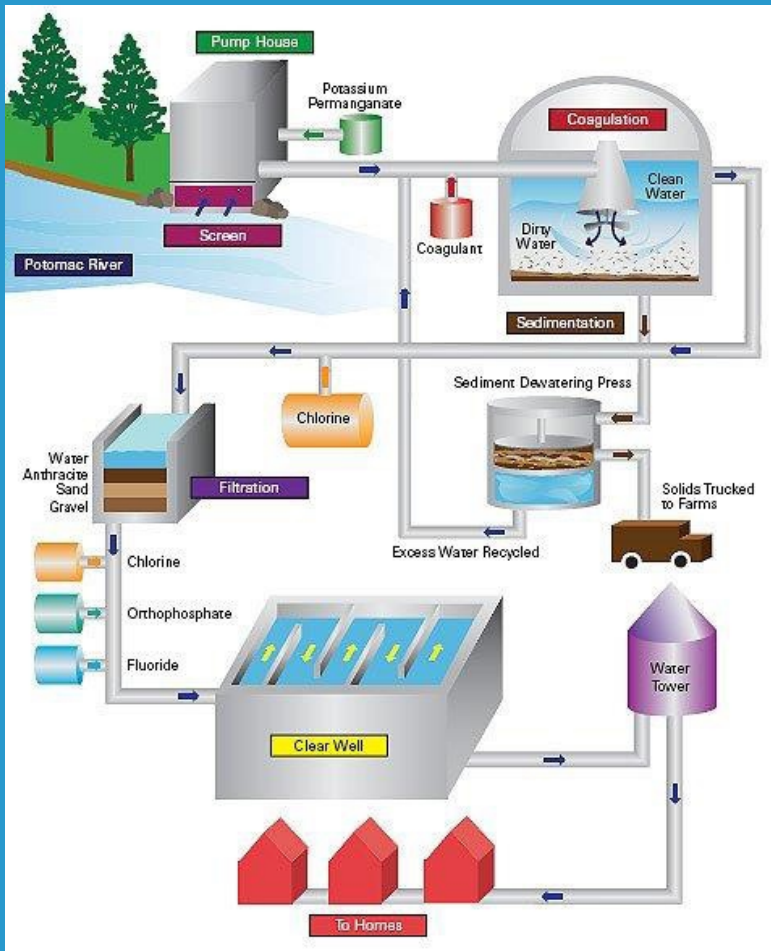 Pump House
Potassium
Permanganate
Coagulation
Clean
Water
Dirty
Water
Coagulant
Screen
Potomac River
Sedimentation
Sediment Dewatering Press
Chlorine
Water
Anthracite
Sand
Gravel
Filtration
Solids Trucked
to Farms
Excess Water Recycled
Chlorine
Orthophosphate
Fluoride
Water
Tower
Clear Well
To Homes